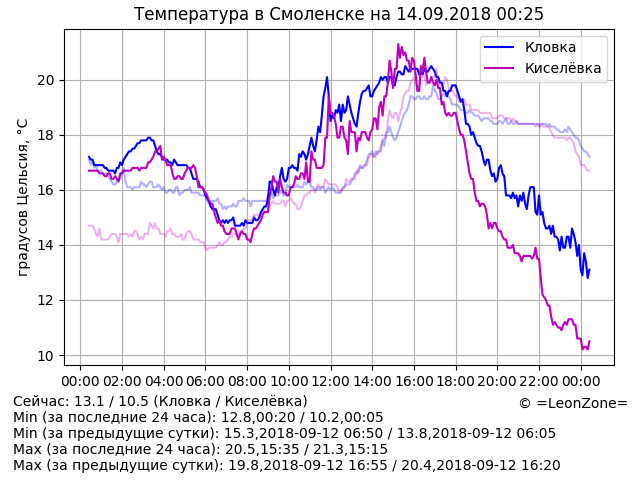 Температура в Смоленске на 14.09.2018 00:25
Кловка
Киселёвка
градусов Цельсия, °C
20
18
16
14
12
10
00:00 02:00 04:00 06:00 08:00 10:00 12:00 14:00 16:00 18:00 20:00 22:00 00:00
Сейчас: 13.1 / 10.5 (Кловка / Киселёвка)
© =LeonZone=
Min (за последние 24 часа): 12.8,00:20 / 10.2,00:05
Min (за предыдущие сутки): 15.3,2018-09-12 06:50 / 13.8,2018-09-12 06:05
Max (за последние 24 часа): 20.5,15:35 / 21.3,15:15
Max (за предыдущие сутки): 19.8,2018-09-12 16:55 / 20.4,2018-09-12 16:20